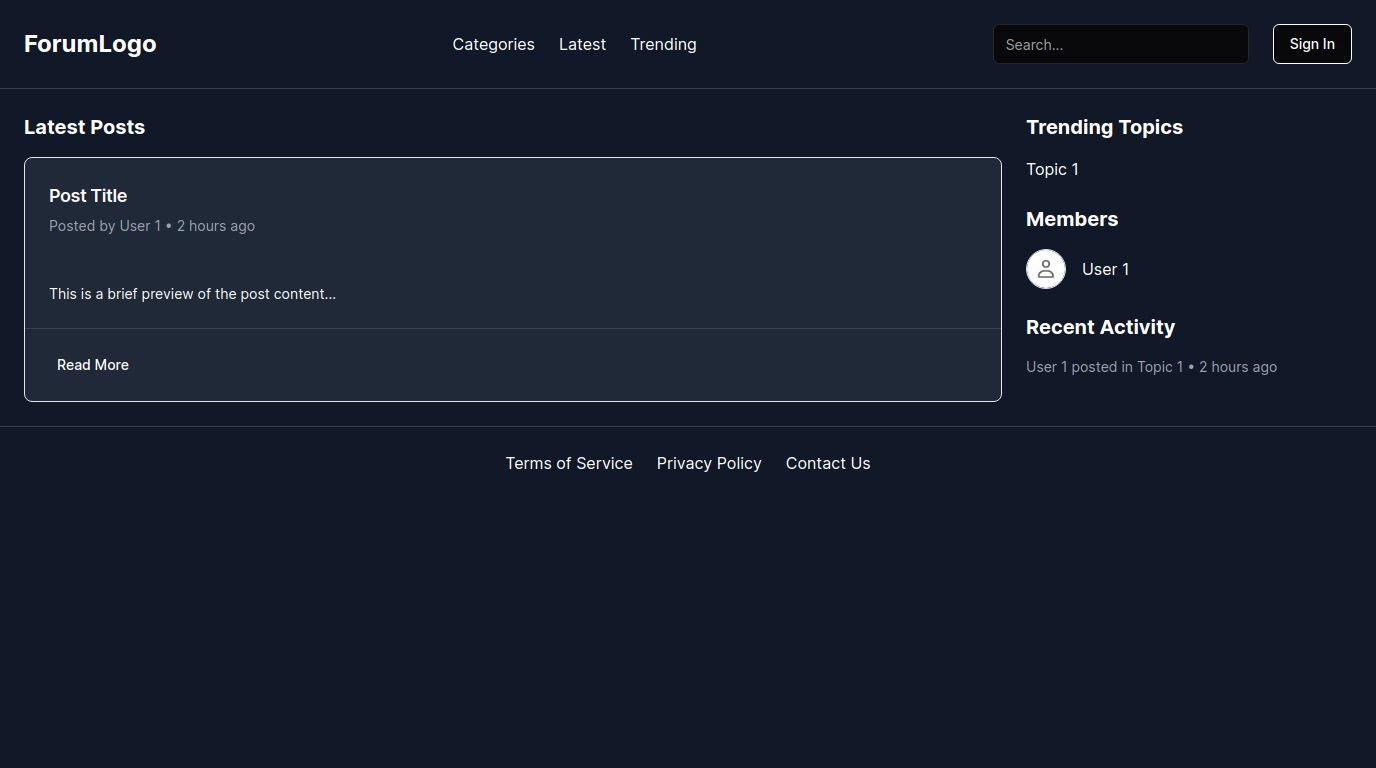 ForumLogo
Categories Latest Trending
Search...
Sign In
Latest Posts
Post Title
Posted by User 1 • 2 hours ago
This is a brief preview of the post content...
Read More
Trending Topics
Topic 1
Members
User 1
Recent Activity
User 1 posted in Topic 1 • 2 hours ago
Terms of Service Privacy Policy Contact Us